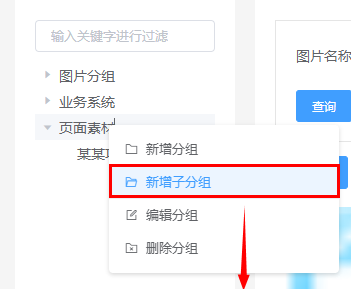 输入关键字进行过滤
图片名称
图片分组
业务系统
查询
页面素材
某某
新增分组
新增子分组
编辑分组
删除分组